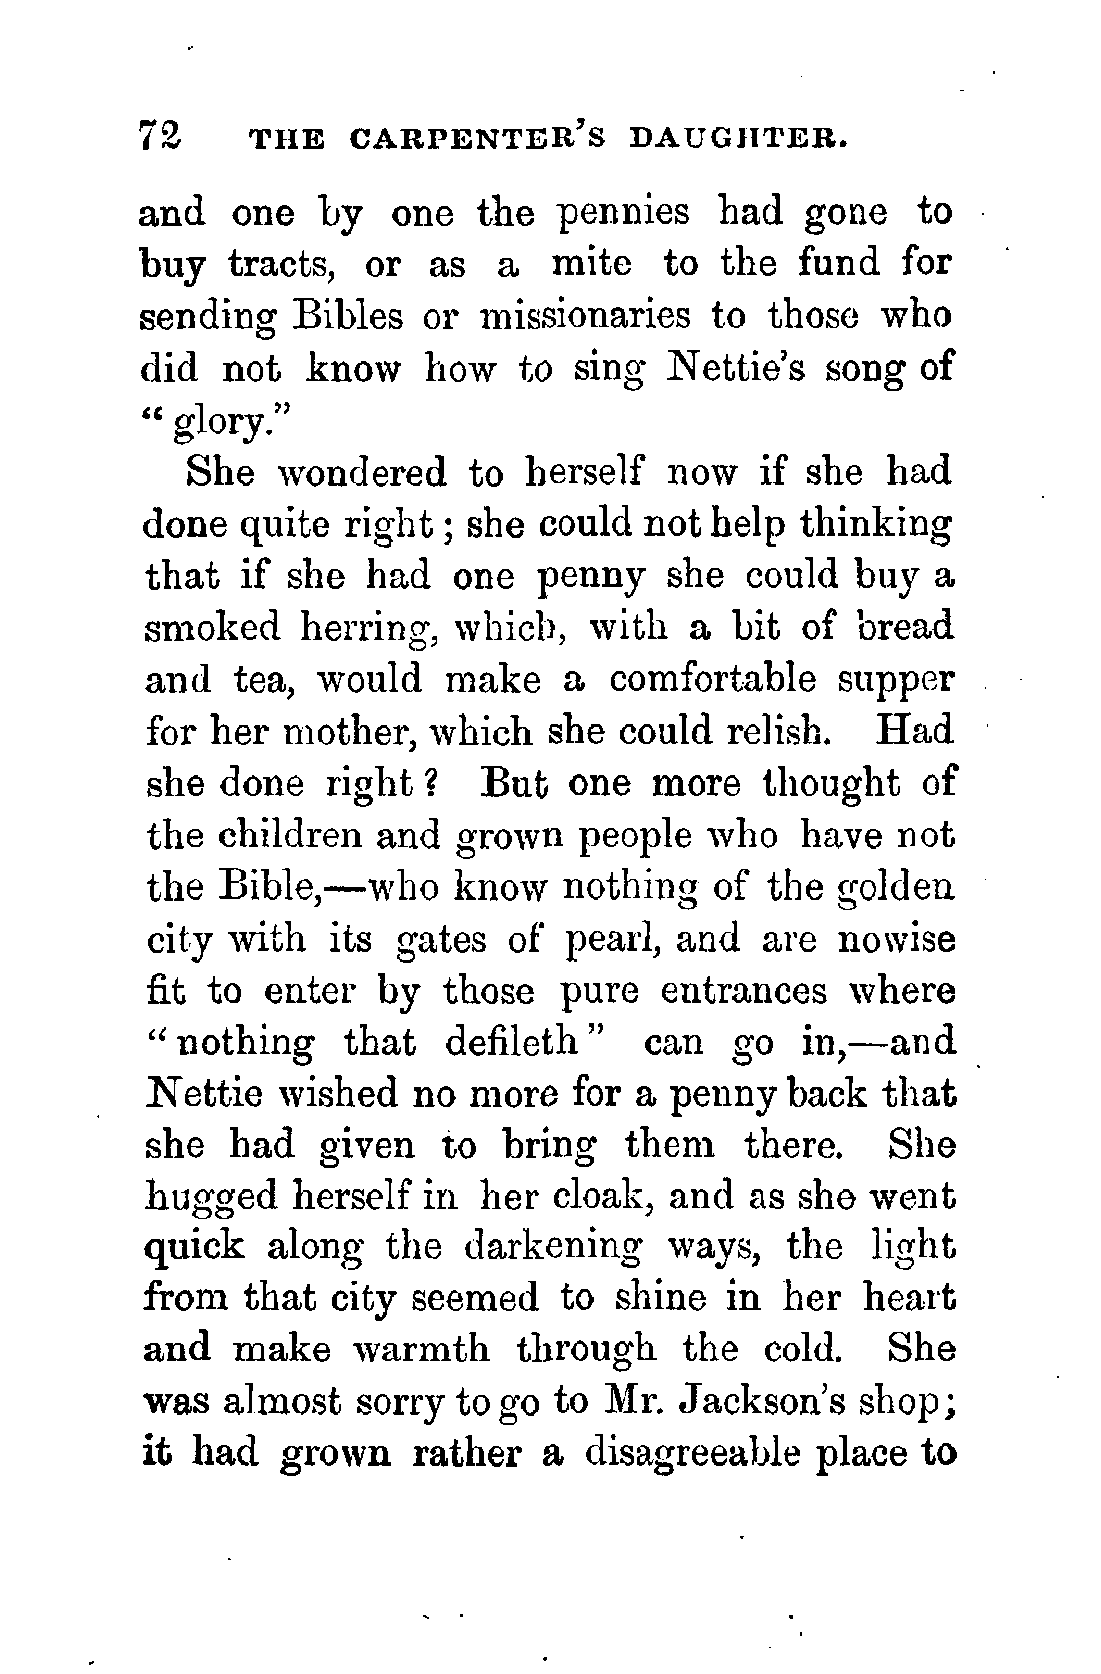 72 THE CARPENTER'S DAUGHTER.
and one by one the pennies had gone to
buy tracts, or as a mite to the fund for
sending Bibles or missionaries to those who
did not know how to sing Nettie's song of
" glory."
She wondered to herself now if she had
done quite right ; she could not help thinking
that if she had one penny she could buy a
smoked herring, which, with a bit of bread
and tea, would make a comfortable supper
for her mother, which she could relish. Had
she done right ? But one more thought of
the children and grown people who have not
the Bible,—who know nothing of the golden
city with its gates of pearl, and are nowise
fit to enter by those pure entrances where
" nothing that defileth " can go in,—and
Nettie wished no more for a penny back that
she had given to bring them there. She
hugged herself in her cloak, and as she went
quick along the darkening ways, the light
from that city seemed to shine in her heart
and make warmth through the cold. She
was almost sorry to go to Mr. Jackson's shop;
it had grown rather a disagreeable place to